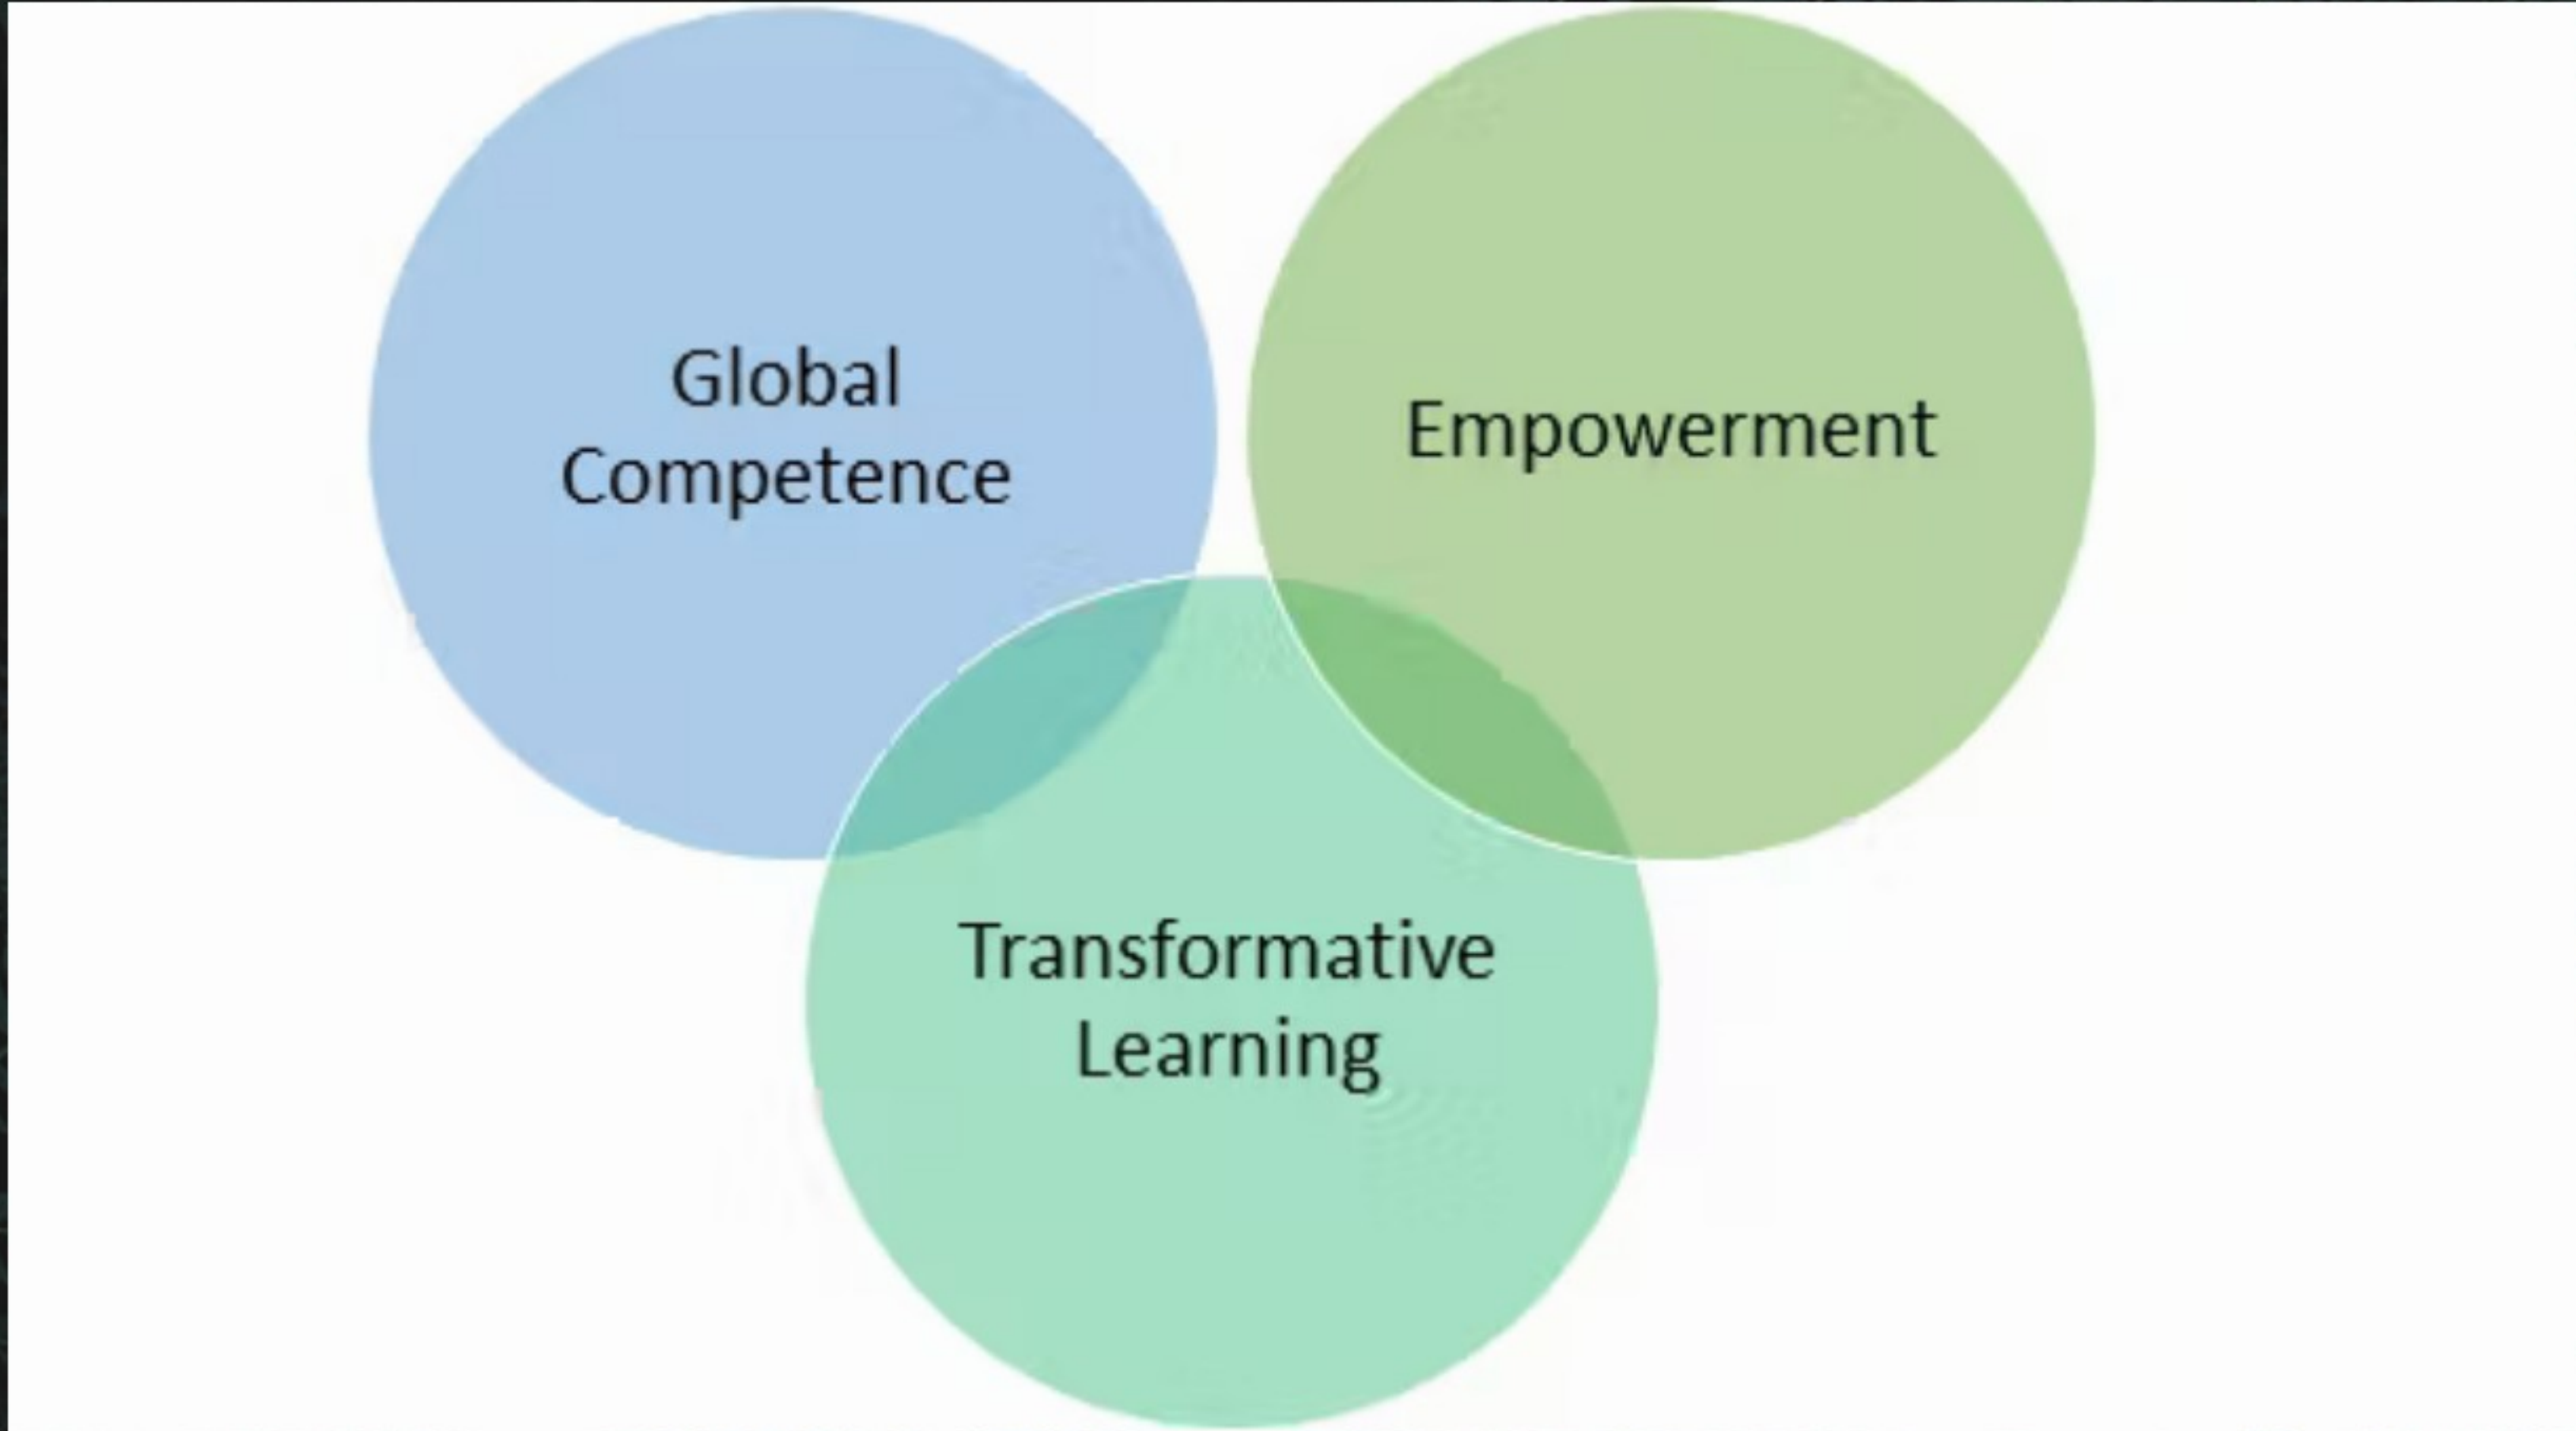 Global
Competence
Empowerment
Transformative
Learning